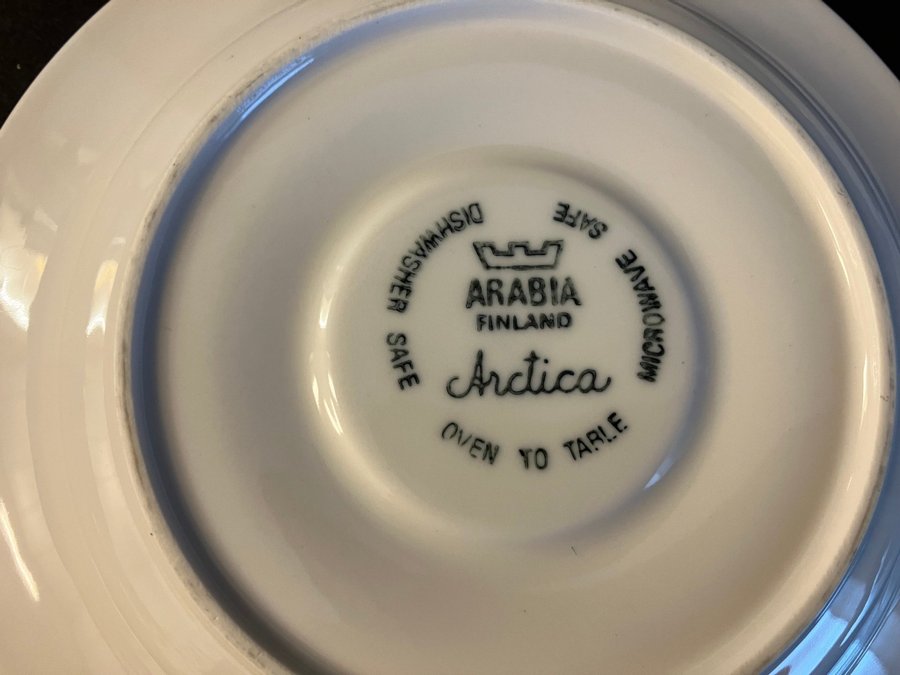 ARABIA
FINLAND
Arctica
DISHWASHER SAFE
OVEN TO TABLE
MICROWAVE SAFE